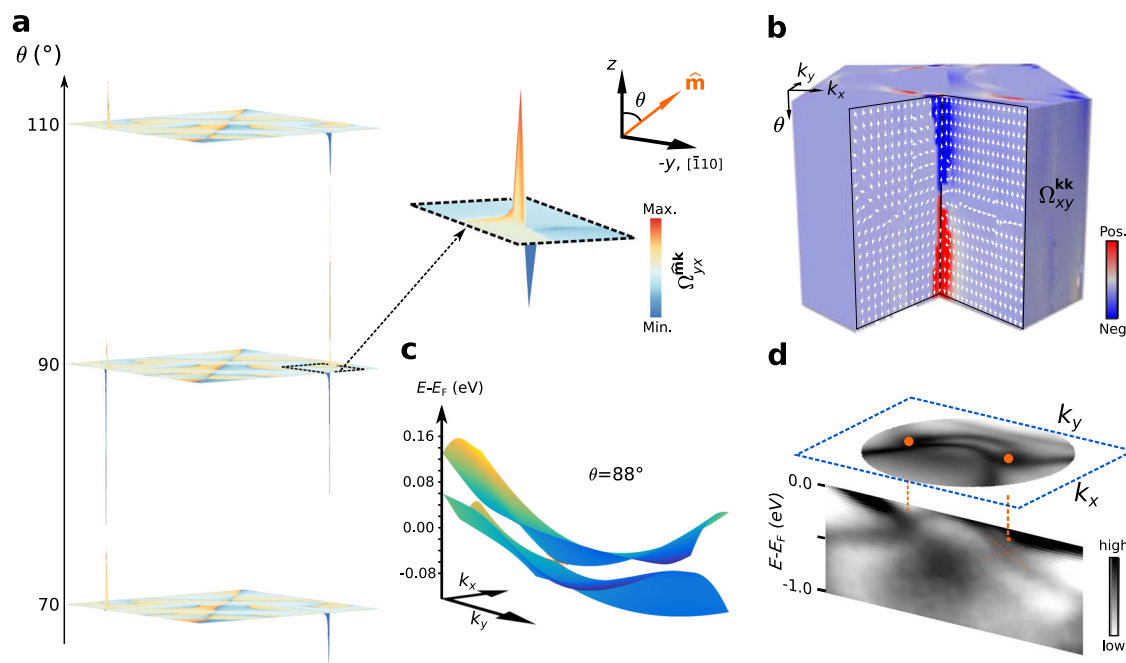 a
θ (°)
110
90
70
z
θ
m̂
-y, [1̄10]
Max.
Ω^m̂k_yx
Min.
b
k_y
k_x
θ
Ω^kk_xy
Pos.
Neg.
c
E-E_F (eV)
0.16
0.08
0.00
-0.08
θ=88°
k_x
k_y
d
k_y
k_x
0.0
E-E_F (eV)
-1.0
high
low